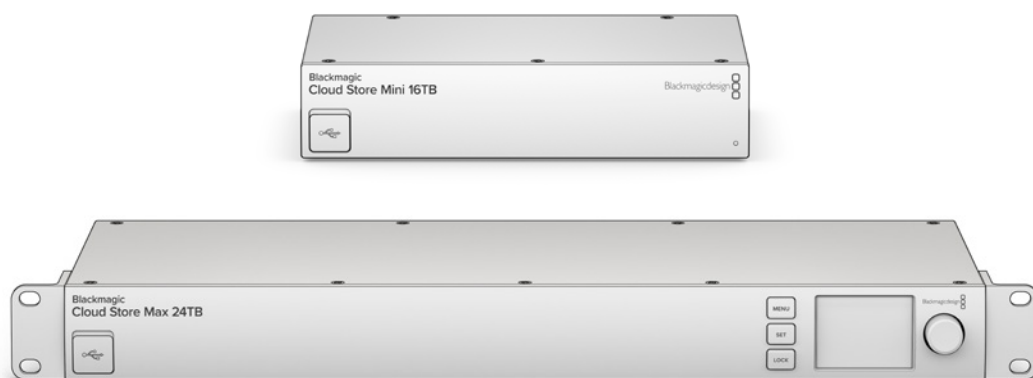 Blackmagic
Cloud Store Mini 16TB
Blackmagicdesign
Blackmagic
Cloud Store Max 24TB
MENU
SET
LOCK
Blackmagicdesign